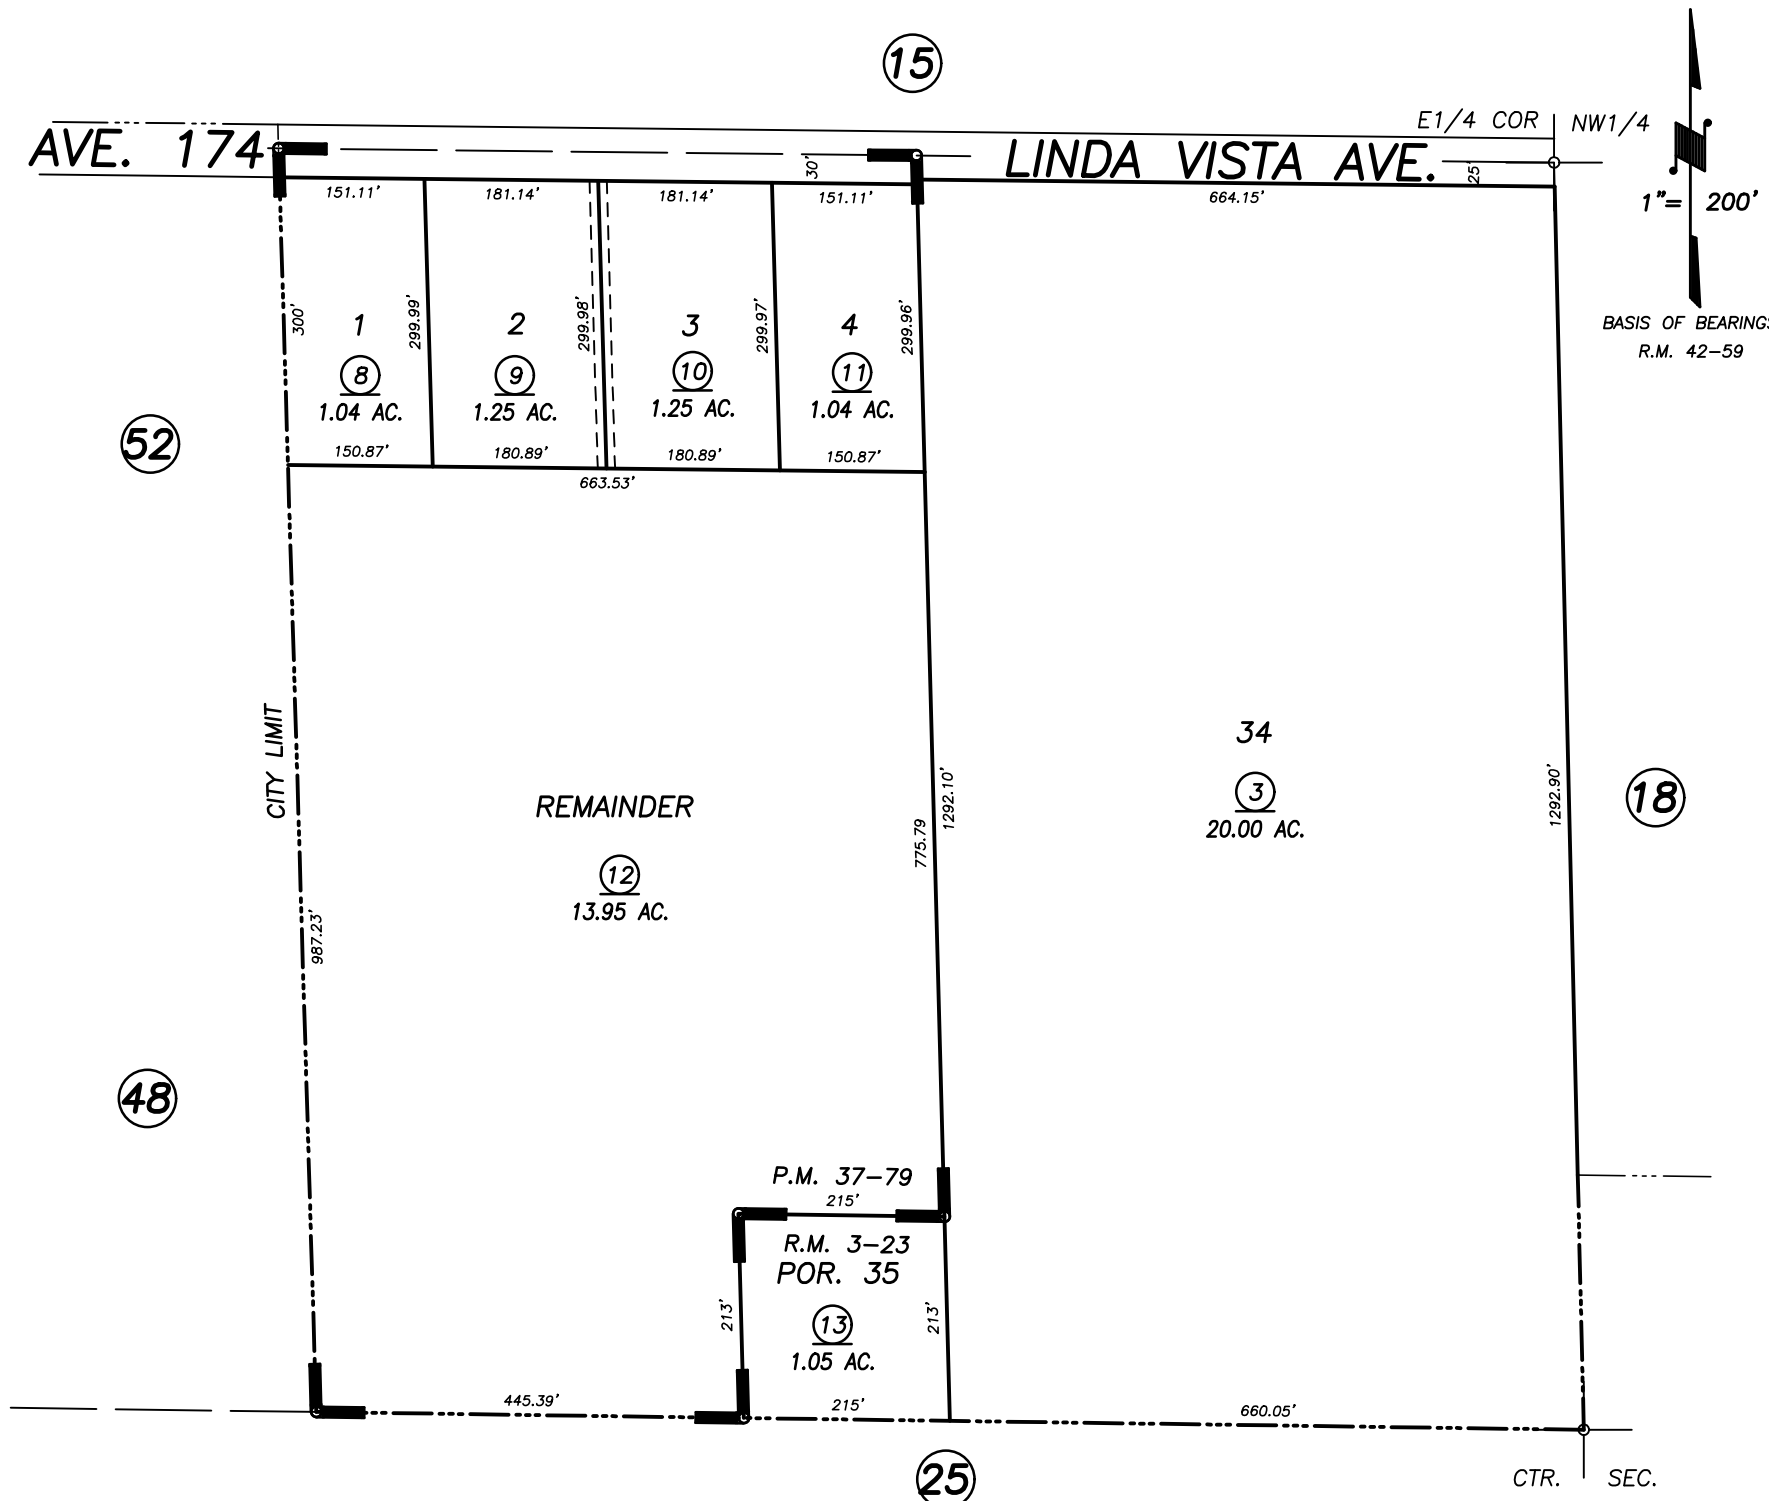 15
E1/4 COR NW1/4
AVE. 174
LINDA VISTA AVE.
30'
25'
1"= 200'
151.11'
181.14'
181.14'
151.11'
664.15'
300'
299.99'
299.98'
299.97'
299.96'
BASIS OF BEARINGS
R.M. 42-59
1
8
1.04 AC.
2
9
1.25 AC.
3
10
1.25 AC.
4
11
1.04 AC.
52
150.87'
180.89'
180.89'
150.87'
663.53'
CITY LIMIT
REMAINDER
12
13.95 AC.
987.23'
775.79
1292.10'
34
3
20.00 AC.
1292.90'
18
48
P.M. 37-79
215'
R.M. 3-23
POR. 35
213'
213'
13
1.05 AC.
445.39'
215'
660.05'
25
CTR. SEC.